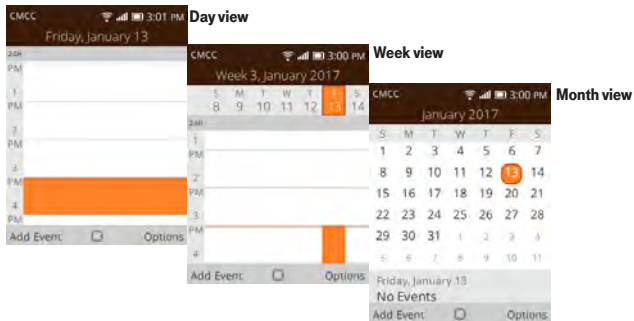 CMCC 3:01 PM
Friday, January 13
24H
PM
1
PM
2
PM
3
PM
4
PM
Add Event Options
Day view
CMCC 3:00 PM
Week 3, January 2017
S M T W T F S
8 9 10 11 12 13 14
24H
1
PM
2
PM
3
PM
4
Add Event Options
Week view
CMCC 3:00 PM
January 2017
S M T W T F S
1 2 3 4 5 6 7
8 9 10 11 12 13 14
15 16 17 18 19 20 21
22 23 24 25 26 27 28
29 30 31 1 2 3 4
5 6 7 8 9 10 11
Friday, January 13
No Events
Add Event Options
Month view